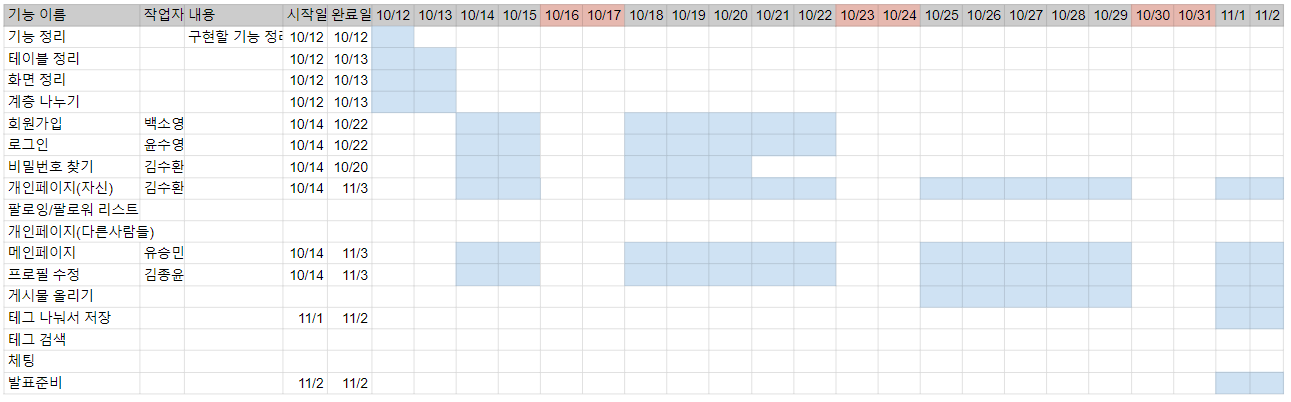 기능 이름 작업자 내용 시작일 완료일 10/12 10/13 10/14 10/15 10/16 10/17 10/18 10/19 10/20 10/21 10/22 10/23 10/24 10/25 10/26 10/27 10/28 10/29 10/30 10/31 11/1 11/2
기능 정리 구현할 기능 정리 10/12 10/12
테이블 정리 10/12 10/13
화면 정리 10/12 10/13
계층 나누기 10/12 10/13
회원가입 백소영 10/14 10/22
로그인 윤수영 10/14 10/22
비밀번호 찾기 김수환 10/14 10/20
개인페이지(자신) 김수환 10/14 11/3
팔로잉/팔로워 리스트
개인페이지(다른사람들)
메인페이지 유승민 10/14 11/3
프로필 수정 김종윤 10/14 11/3
게시물 올리기
테그 나눠서 저장 11/1 11/2
테그 검색
체팅
발표준비 11/2 11/2